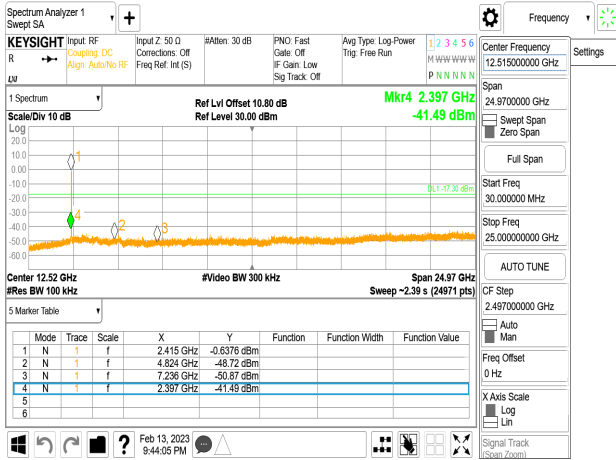 Spectrum Analyzer 1
Swept SA
Frequency
KEYSIGHT
R
Input: RF
Coupling: DC
Align: Auto/No RF
Input Z: 50 Ω
Corrections: Off
Freq Ref: Int (S)
#Atten: 30 dB
PNO: Fast
Gate: Off
IF Gain: Low
Sig Track: Off
Avg Type: Log-Power
Trig: Free Run
1 2 3 4 5 6
M W W W W W
P N N N N N
1 Spectrum
Scale/Div 10 dB
Ref Lvl Offset 10.80 dB
Ref Level 30.00 dBm
Mkr4 2.397 GHz
-41.49 dBm
Log
20.0
10.0
0.00
-10.0
-20.0
-30.0
-40.0
-50.0
-60.0
1
2
3
4
DL1 -17.30 dBm
Center 12.52 GHz
#Res BW 100 kHz
#Video BW 300 kHz
Span 24.97 GHz
Sweep ~2.39 s (24971 pts)
5 Marker Table
Mode Trace Scale X Y Function Function Width Function Value
1 N 1 f 2.415 GHz -0.6376 dBm
2 N 1 f 4.824 GHz -48.72 dBm
3 N 1 f 7.236 GHz -50.87 dBm
4 N 1 f 2.397 GHz -41.49 dBm
5
6
?
Feb 13, 2023
9:44:05 PM
Center Frequency
12.515000000 GHz
Settings
Span
24.9700000 GHz
Swept Span
Zero Span
Full Span
Start Freq
30.000000 MHz
Stop Freq
25.000000000 GHz
AUTO TUNE
CF Step
2.497000000 GHz
Auto
Man
Freq Offset
0 Hz
X Axis Scale
Log
Lin
Signal Track
(Span Zoom)